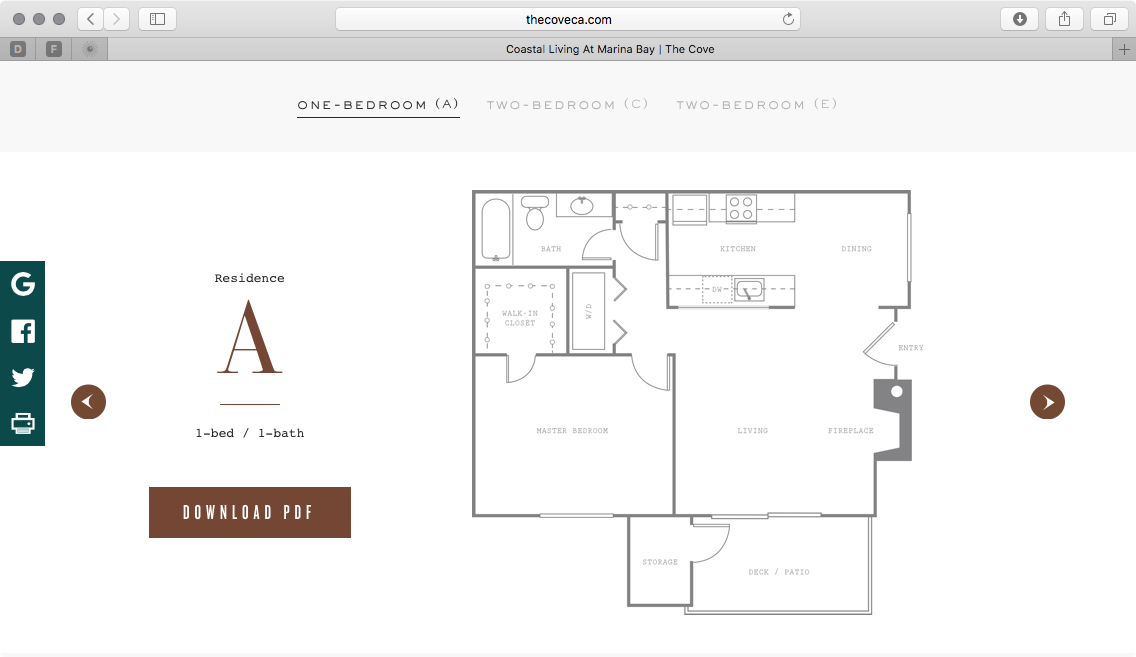 thecoveca.com
D
F
Coastal Living At Marina Bay | The Cove
ONE-BEDROOM (A)
TWO-BEDROOM (C)
TWO-BEDROOM (E)
Residence
A
1-bed / 1-bath
DOWNLOAD PDF
BATH
KITCHEN
DINING
DW
WALK-IN
CLOSET
W/D
ENTRY
MASTER BEDROOM
LIVING
FIREPLACE
STORAGE
DECK / PATIO